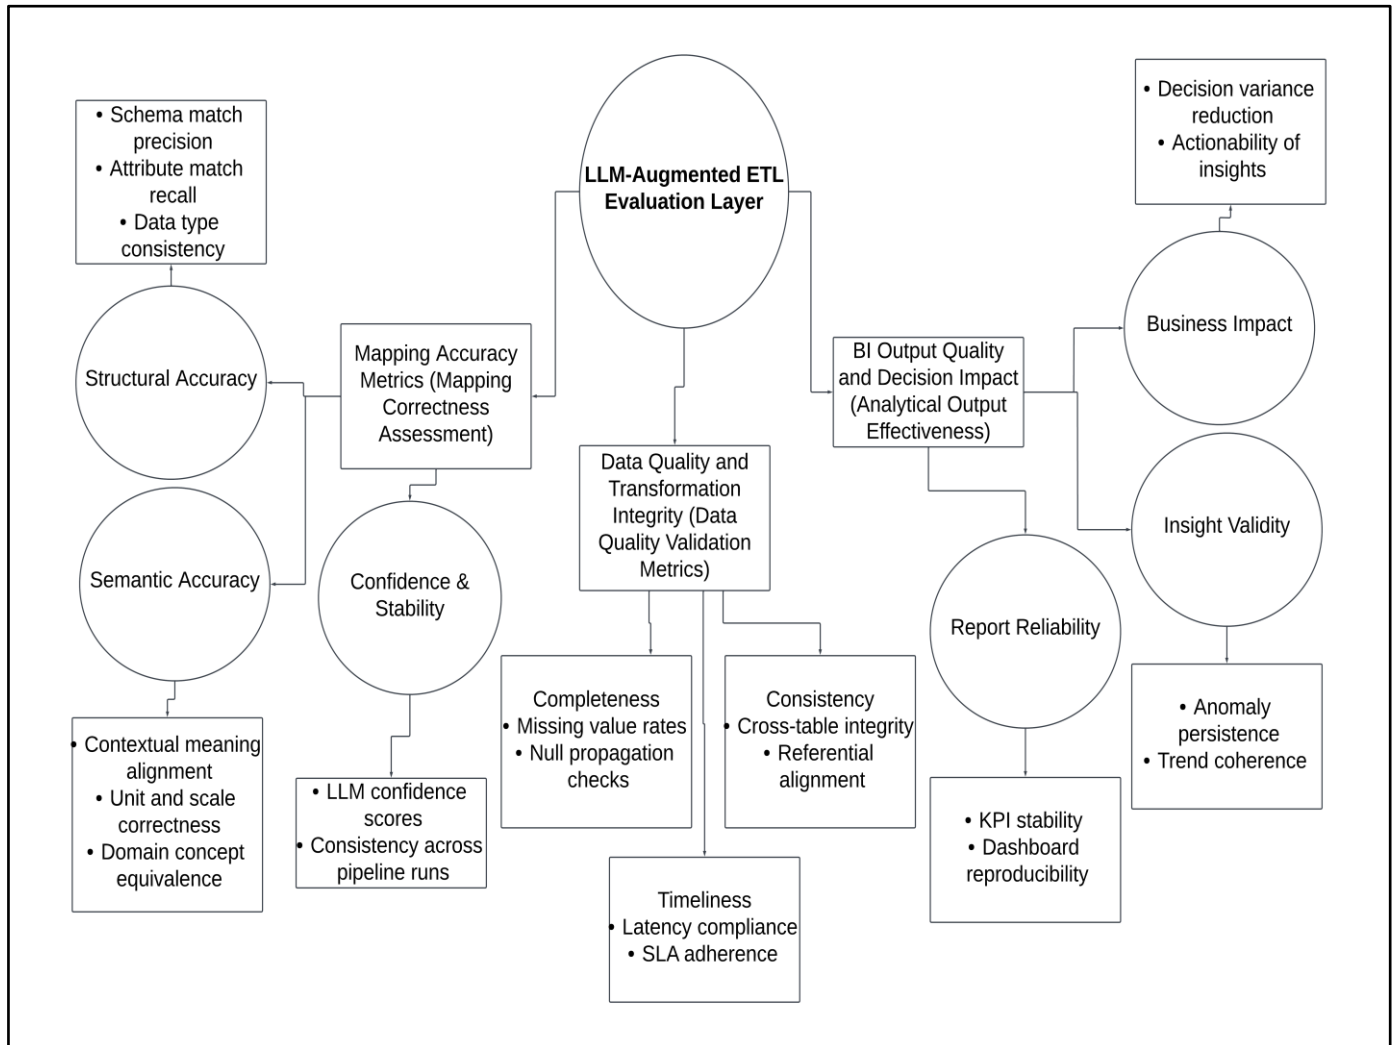 LLM-Augmented ETL
Evaluation Layer
• Schema match
precision
• Attribute match
recall
• Data type
consistency
Structural Accuracy
Mapping Accuracy
Metrics (Mapping
Correctness
Assessment)
Semantic Accuracy
• Contextual meaning
alignment
• Unit and scale
correctness
• Domain concept
equivalence
Confidence &
Stability
• LLM confidence
scores
• Consistency across
pipeline runs
Data Quality and
Transformation
Integrity (Data
Quality Validation
Metrics)
Completeness
• Missing value rates
• Null propagation
checks
Timeliness
• Latency compliance
• SLA adherence
Consistency
• Cross-table integrity
• Referential
alignment
BI Output Quality
and Decision Impact
(Analytical Output
Effectiveness)
• Decision variance
reduction
• Actionability of
insights
Business Impact
Insight Validity
• Anomaly
persistence
• Trend coherence
Report Reliability
• KPI stability
• Dashboard
reproducibility